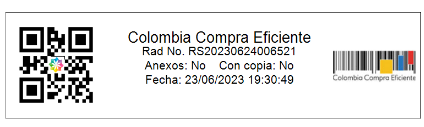 Colombia Compra Eficiente
Rad No. RS20230624006521
Anexos: No Con copia: No
Fecha: 23/06/2023 19:30:49
Colombia Compra Eficiente